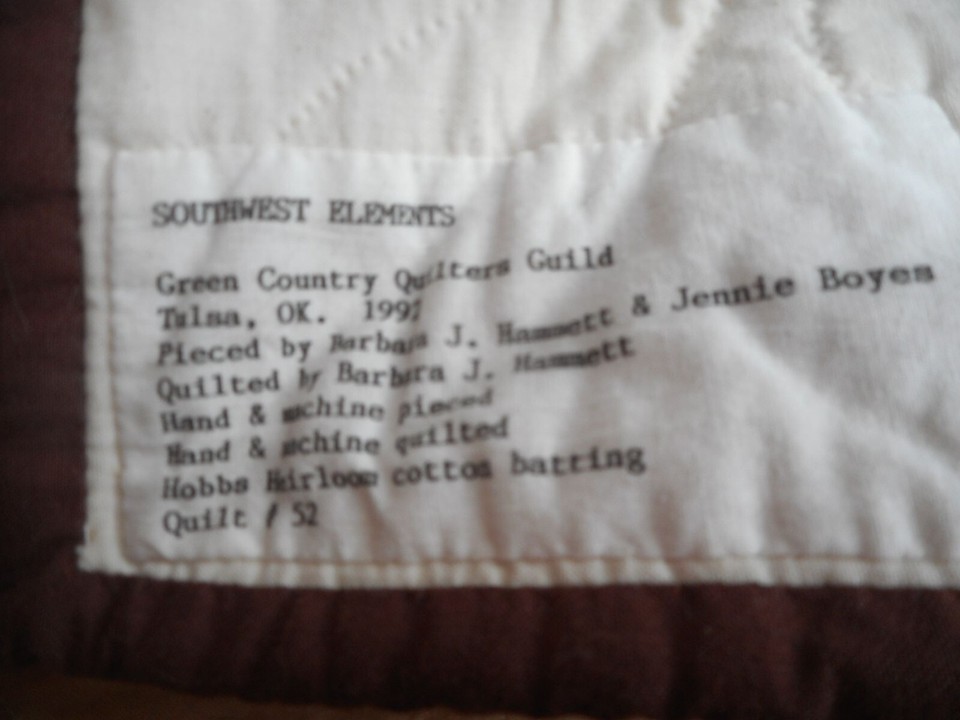 SOUTHWEST ELEMENTS
Green Country Quilters Guild
Tulsa, OK. 1997
Pieced by Barbara J. Hammett & Jennie Boyes
Quilted by Barbara J. Hammett
Hand & machine pieced
Hand & machine quilted
Hobbs Heirloom cotton batting
Quilt # 52